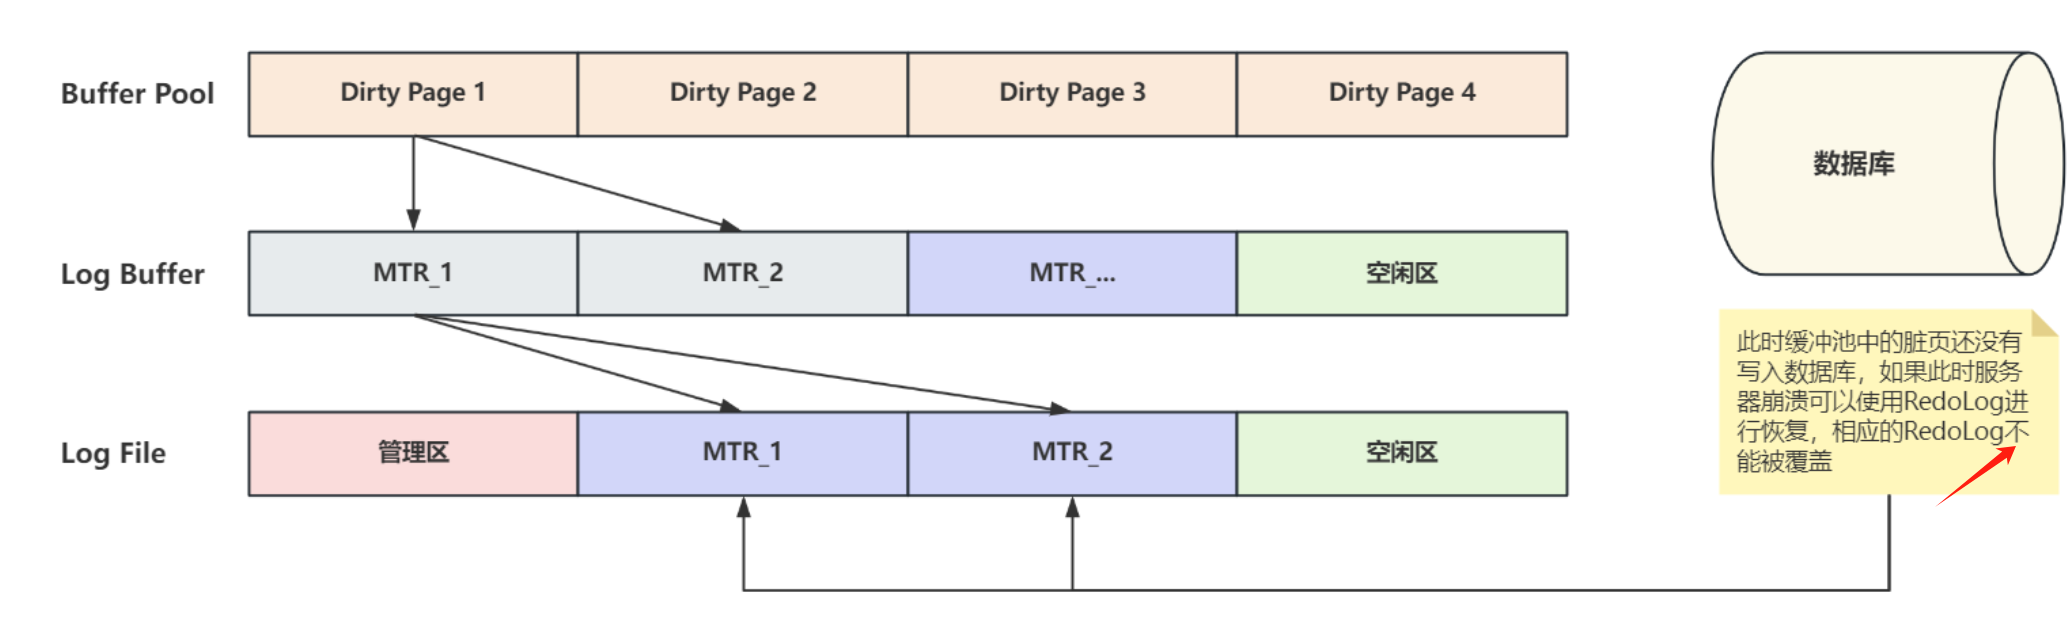 Buffer Pool
Dirty Page 1
Dirty Page 2
Dirty Page 3
Dirty Page 4
数据库
Log Buffer
MTR_1
MTR_2
MTR_...
空闲区
此时缓冲池中的脏页还没有
写入数据库，如果此时服务
器崩溃可以使用RedoLog进
行恢复，相应的RedoLog不
能被覆盖
Log File
管理区
MTR_1
MTR_2
空闲区